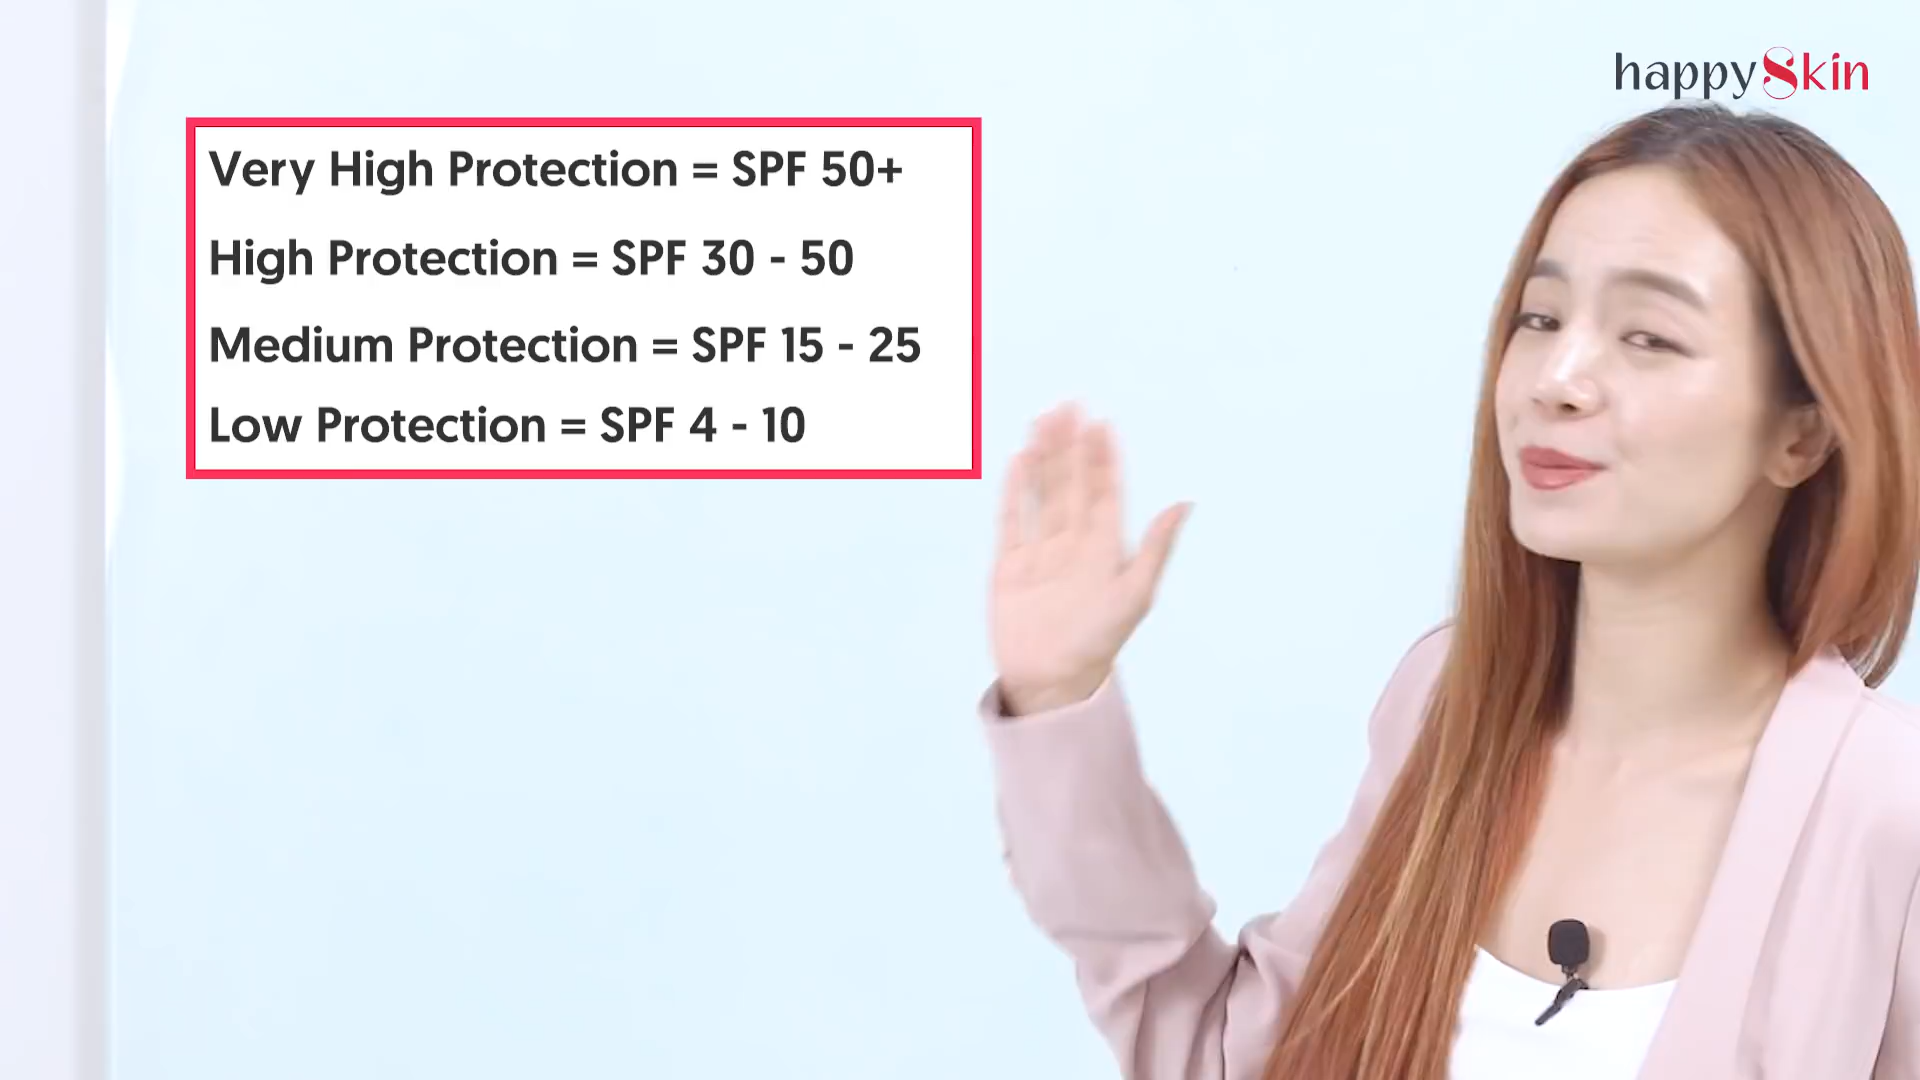 happySkin
Very High Protection = SPF 50+
High Protection = SPF 30 - 50
Medium Protection = SPF 15 - 25
Low Protection = SPF 4 - 10